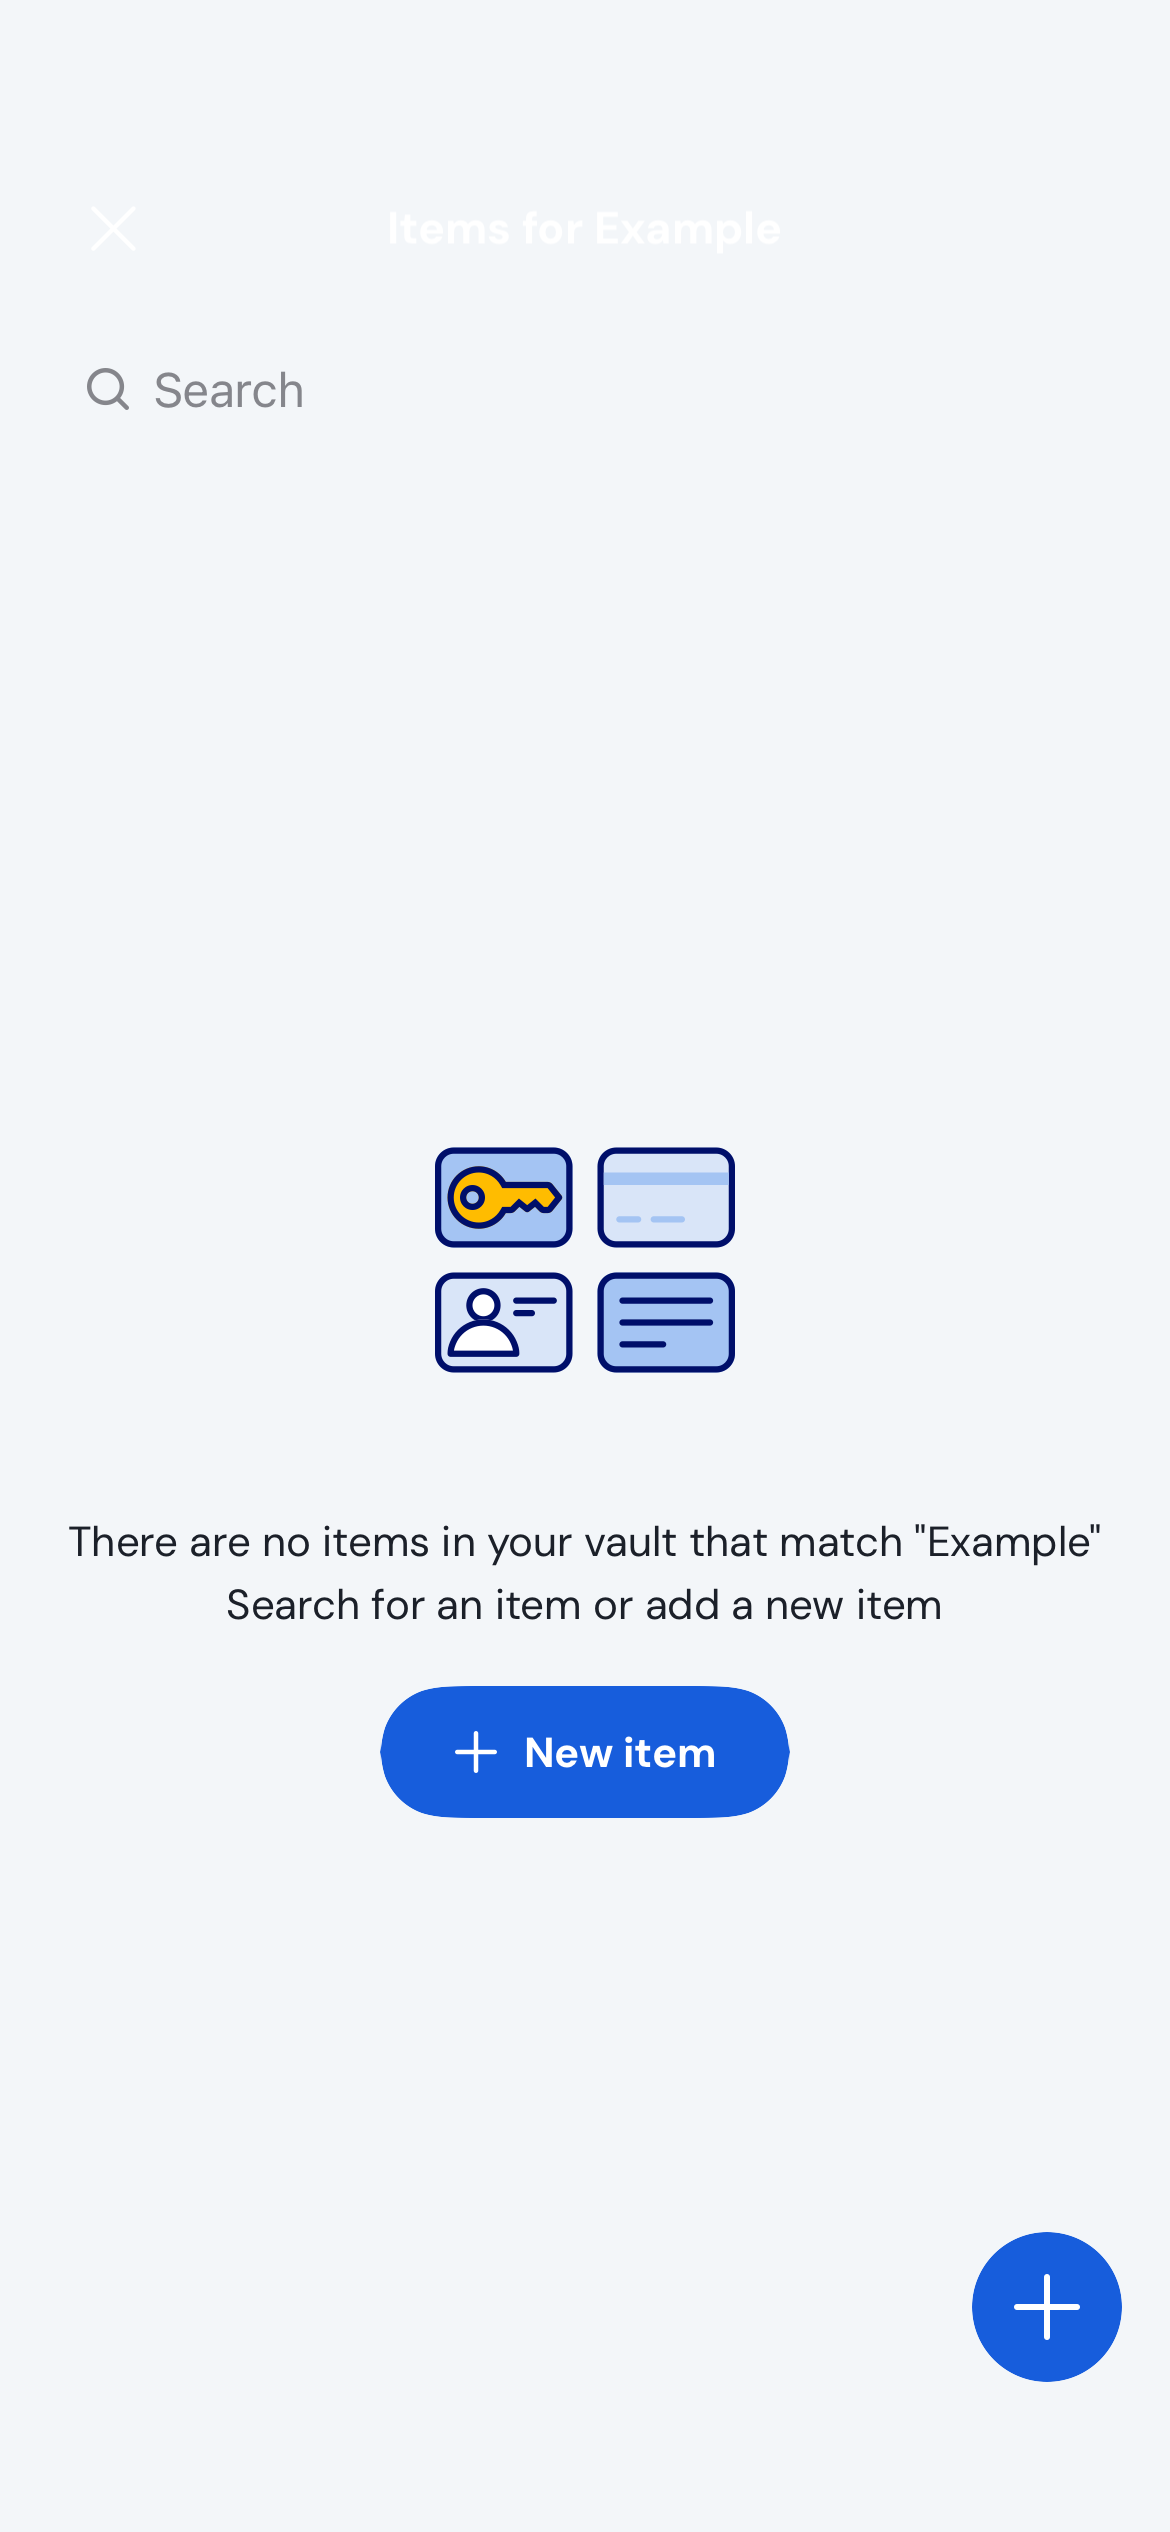 Items for Example
Search
There are no items in your vault that match "Example"
Search for an item or add a new item
New item